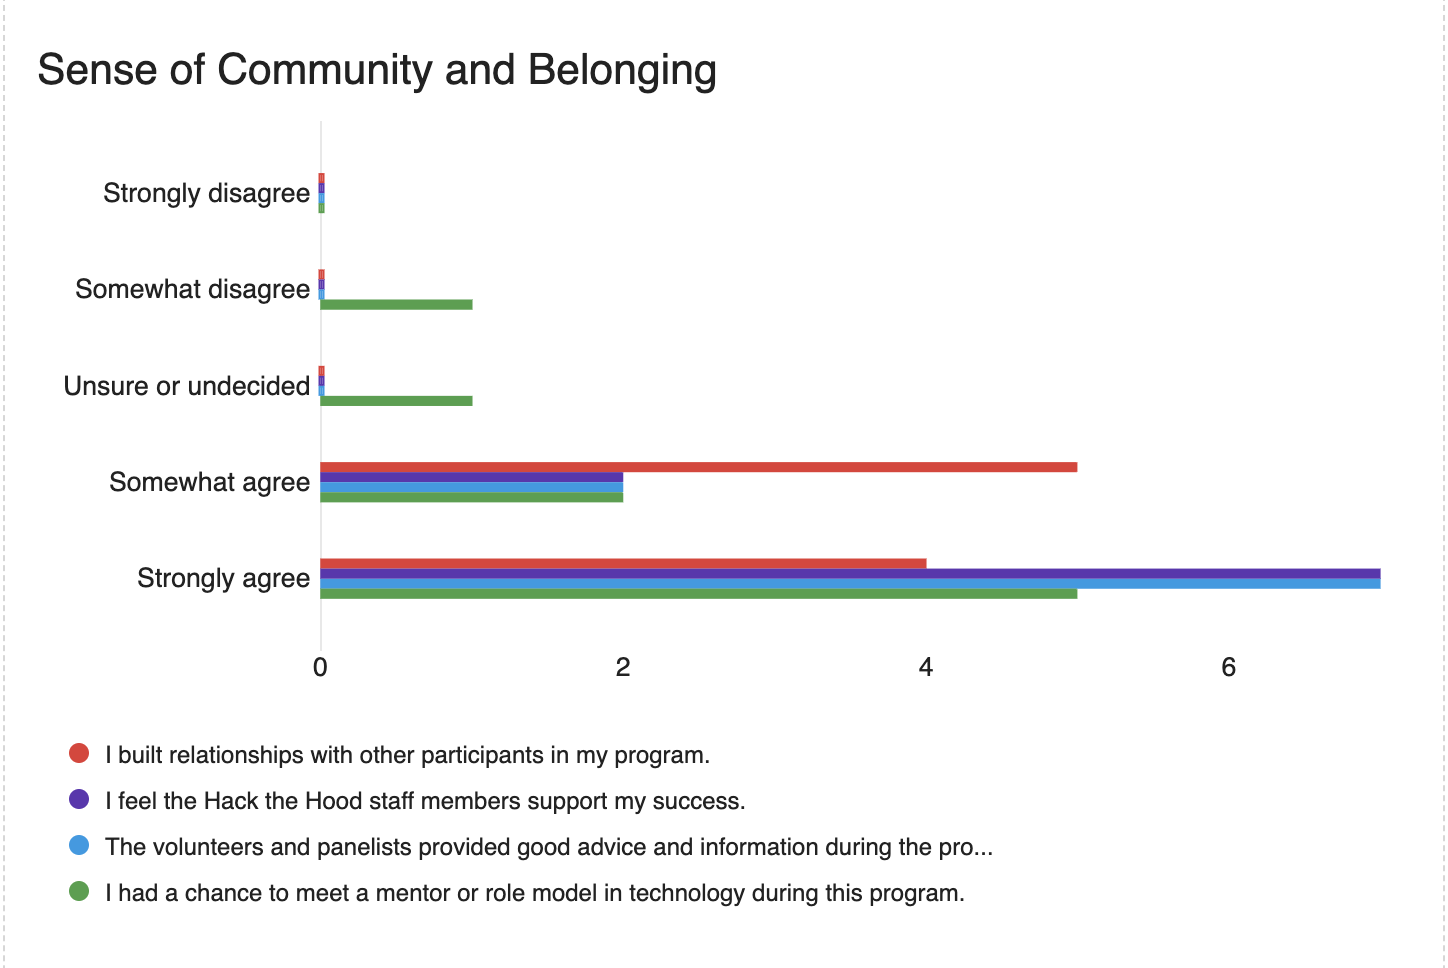 Sense of Community and Belonging
Strongly disagree
Somewhat disagree
Unsure or undecided
Somewhat agree
Strongly agree
0 2 4 6
I built relationships with other participants in my program.
I feel the Hack the Hood staff members support my success.
The volunteers and panelists provided good advice and information during the pro...
I had a chance to meet a mentor or role model in technology during this program.